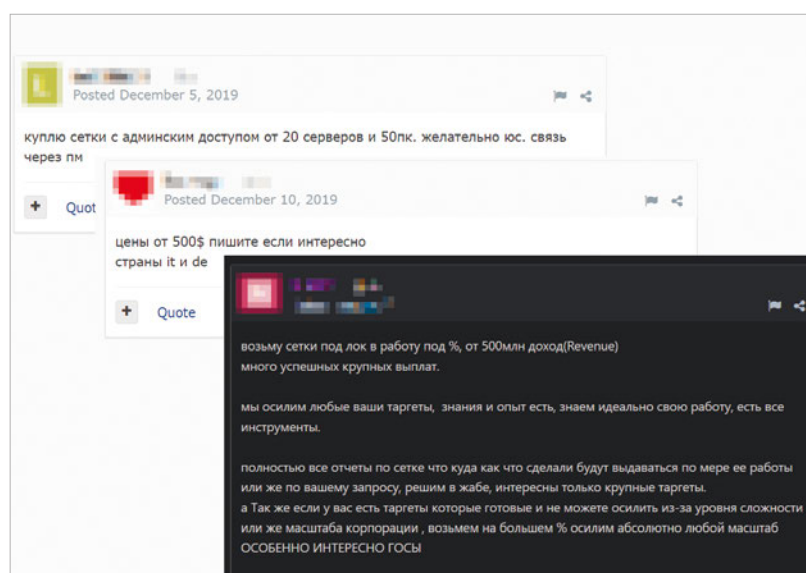 Posted December 5, 2019
куплю сетки с админским доступом от 20 серверов и 50пк. желательно юс. связь
через пм
+ Quot
Posted December 10, 2019
цены от 500$ пишите если интересно
страны it и de
+ Quote
возьму сетки под лок в работу под %, от 500млн доход(Revenue)
много успешных крупных выплат.
мы осилим любые ваши таргеты, знания и опыт есть, знаем идеально свою работу, есть все
инструменты.
полностью все отчеты по сетке что куда как что сделали будут выдаваться по мере ее работы
или же по вашему запросу, решим в жабе, интересны только крупные таргеты.
а Так же если у вас есть таргеты которые готовые и не можете осилить из-за уровня сложности
или же масштаба корпорации , возьмем на большем % осилим абсолютно любой масштаб
ОСОБЕННО ИНТЕРЕСНО ГОСЫ